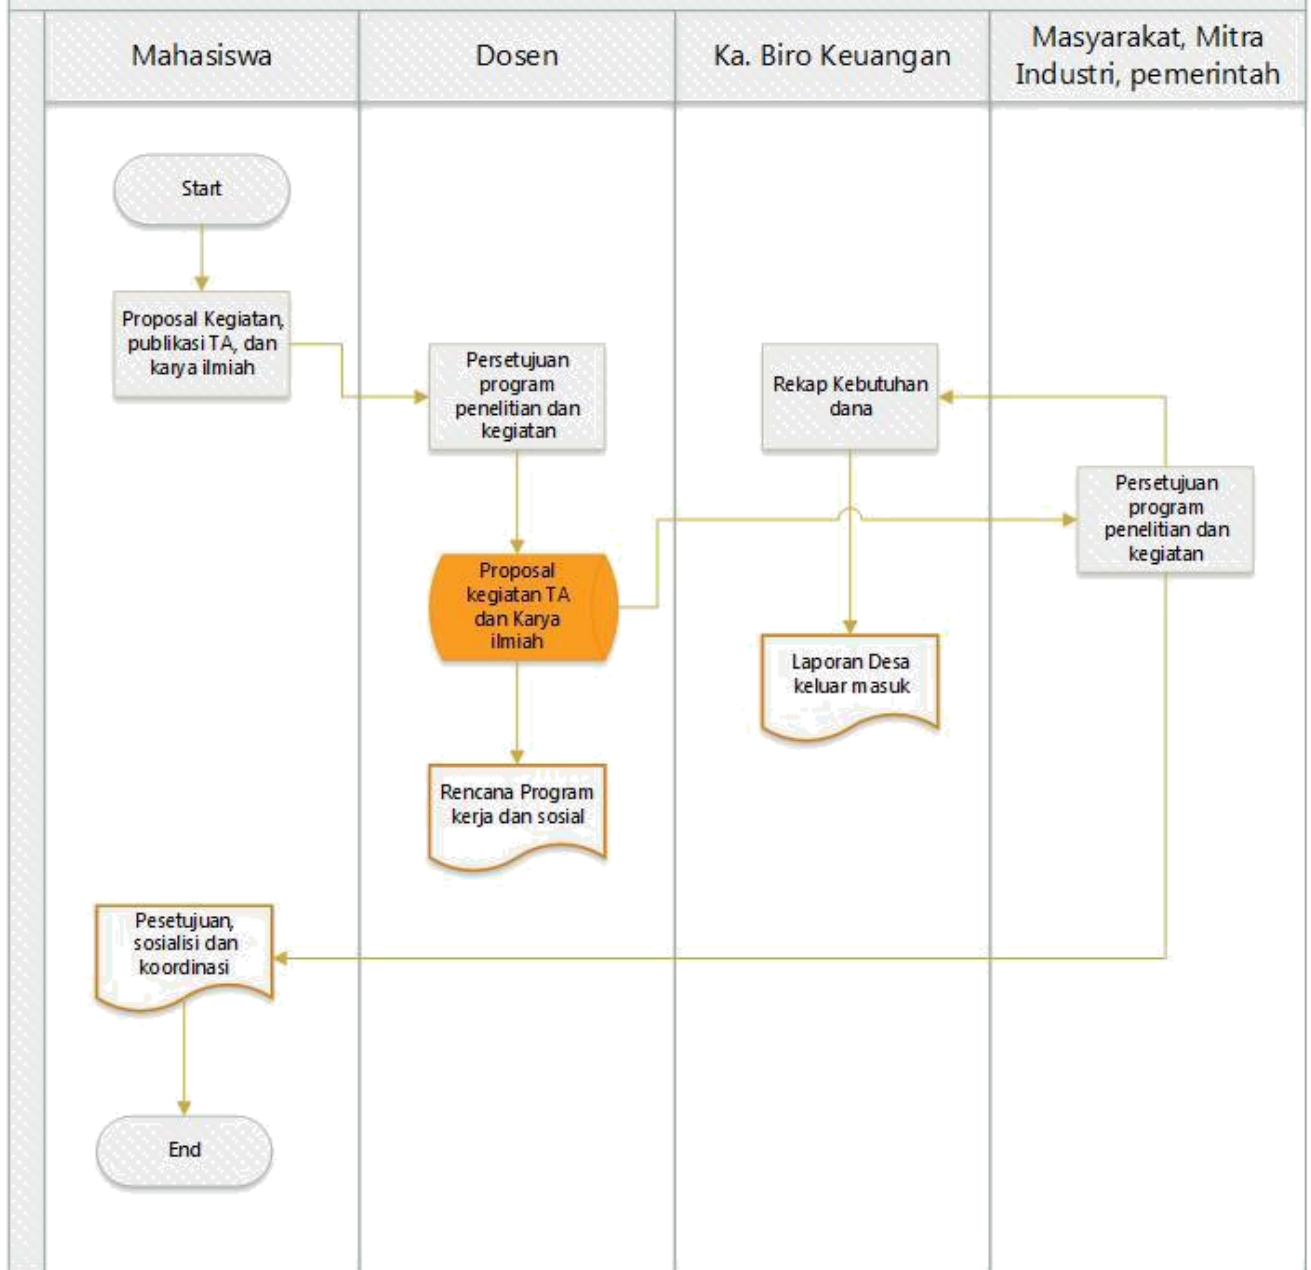 Mahasiswa
Dosen
Ka. Biro Keuangan
Masyarakat, Mitra
Industri, pemerintah
Start
Proposal Kegiatan,
publikasi TA, dan
karya ilmiah
Persetujuan
program
penelitian dan
kegiatan
Rekap Kebutuhan
dana
Persetujuan
program
penelitian dan
kegiatan
Proposal
kegiatan TA
dan Karya
ilmiah
Laporan Desa
keluar masuk
Rencana Program
kerja dan sosial
Pesetujuan,
sosialisi dan
koordinasi
End